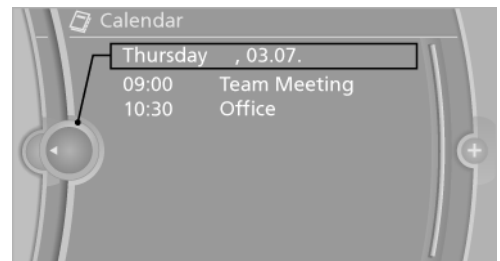 Calendar
Thursday , 03.07.
09:00 Team Meeting
10:30 Office
+